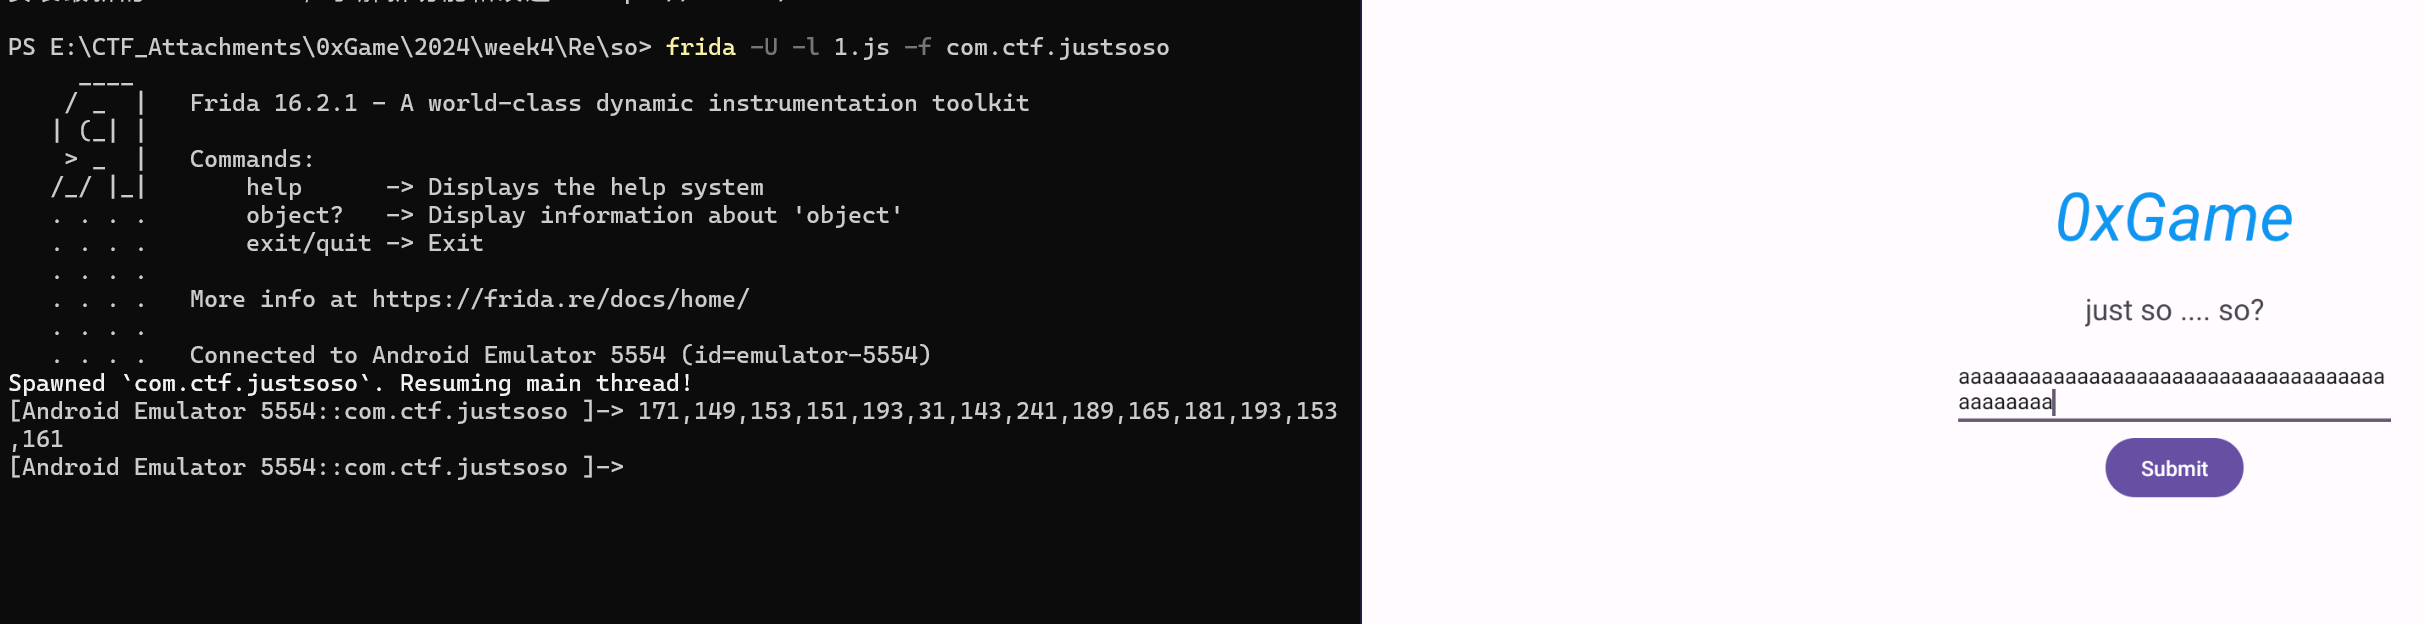 PS E:\CTF_Attachments\0xGame\2024\week4\Re\so> frida -U -l 1.js -f com.ctf.justsoso
     ____
    / _  |   Frida 16.2.1 - A world-class dynamic instrumentation toolkit
   | (_| |
    > _  |   Commands:
   /_/ |_|       help      -> Displays the help system
   . . . .       object?   -> Display information about 'object'
   . . . .       exit/quit -> Exit
   . . . .
   . . . .   More info at https://frida.re/docs/home/
   . . . .
   . . . .   Connected to Android Emulator 5554 (id=emulator-5554)
Spawned `com.ctf.justsoso`. Resuming main thread!
[Android Emulator 5554::com.ctf.justsoso ]-> 171,149,153,151,193,31,143,241,189,165,181,193,153
,161
[Android Emulator 5554::com.ctf.justsoso ]->
0xGame
just so .... so?
aaaaaaaaaaaaaaaaaaaaaaaaaaaaaaaaaaaa
aaaaaaaa
Submit